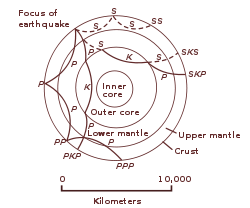 Focus of
earthquake
S
S
S
SS
S
SKS
P
K
P
SKP
P
P
K
Inner
core
Outer core
P
P
Lower mantle
Upper mantle
PP
P
P
Crust
PKP
PPP
0
10,000
Kilometers